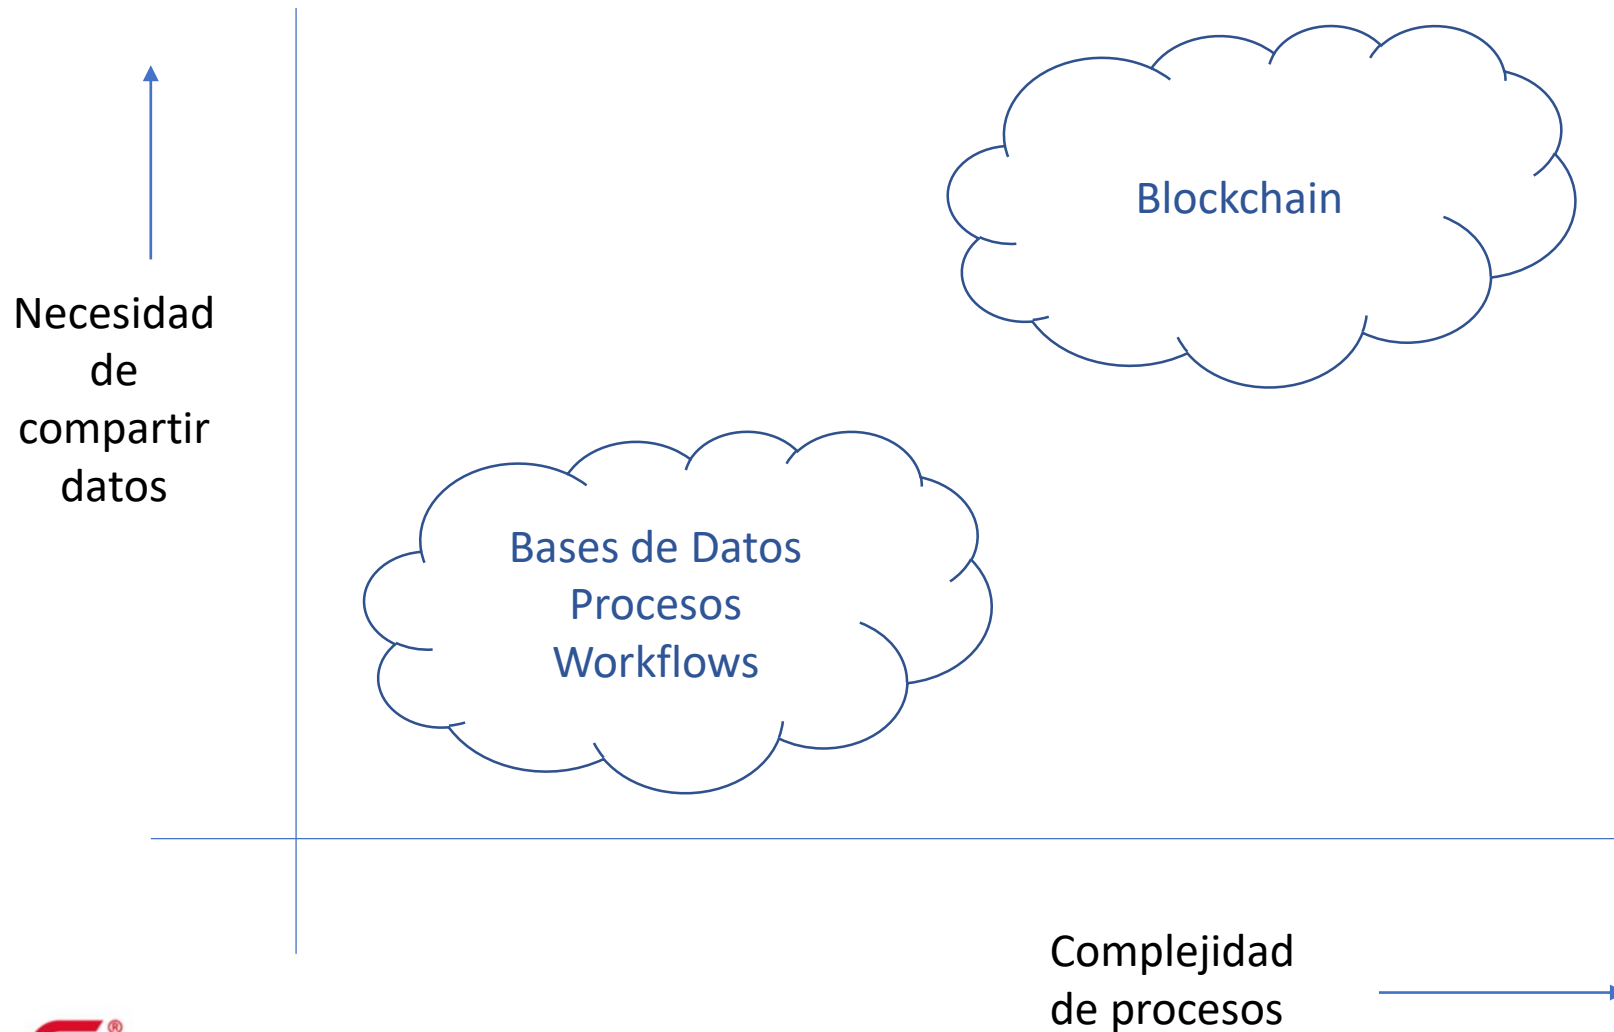 Blockchain
Necesidad
de
compartir
datos
Bases de Datos
Procesos
Workflows
Complejidad
de procesos
®